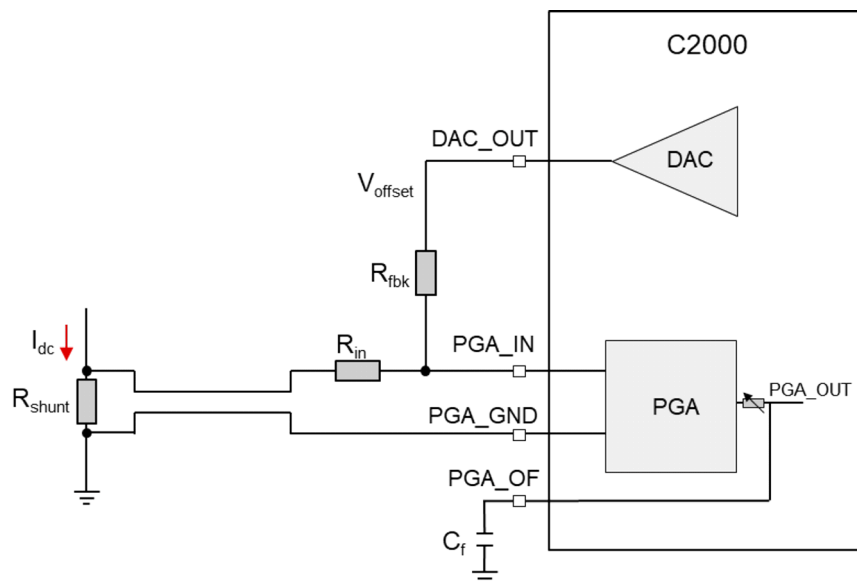 C2000
DAC_OUT
DAC
Voffset
Rfbk
Idc
Rin
PGA_IN
Rshunt
PGA
PGA_OUT
PGA_GND
PGA_OF
Cf